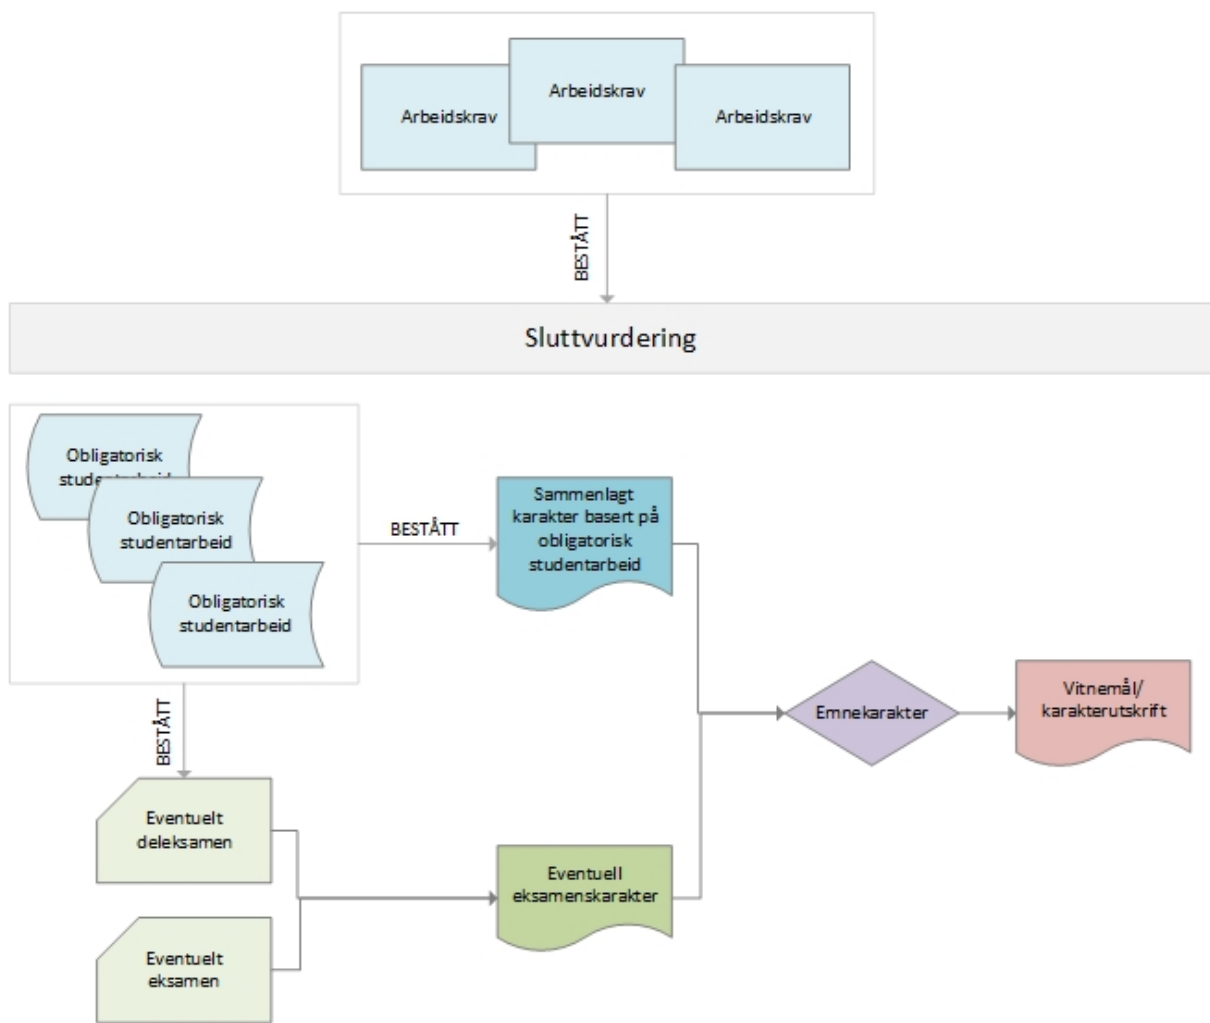 Arbeidskrav
Arbeidskrav
Arbeidskrav
BESTÅTT
Sluttvurdering
Obligatorisk
studentarbeid
Obligatorisk
studentarbeid
Obligatorisk
studentarbeid
BESTÅTT
Sammenlagt
karakter basert på
obligatorisk
studentarbeid
BESTÅTT
Emnekarakter
Vitnemål/
karakterutskrift
Eventuelt
deleksamen
Eventuell
eksamenskarakter
Eventuelt
eksamen